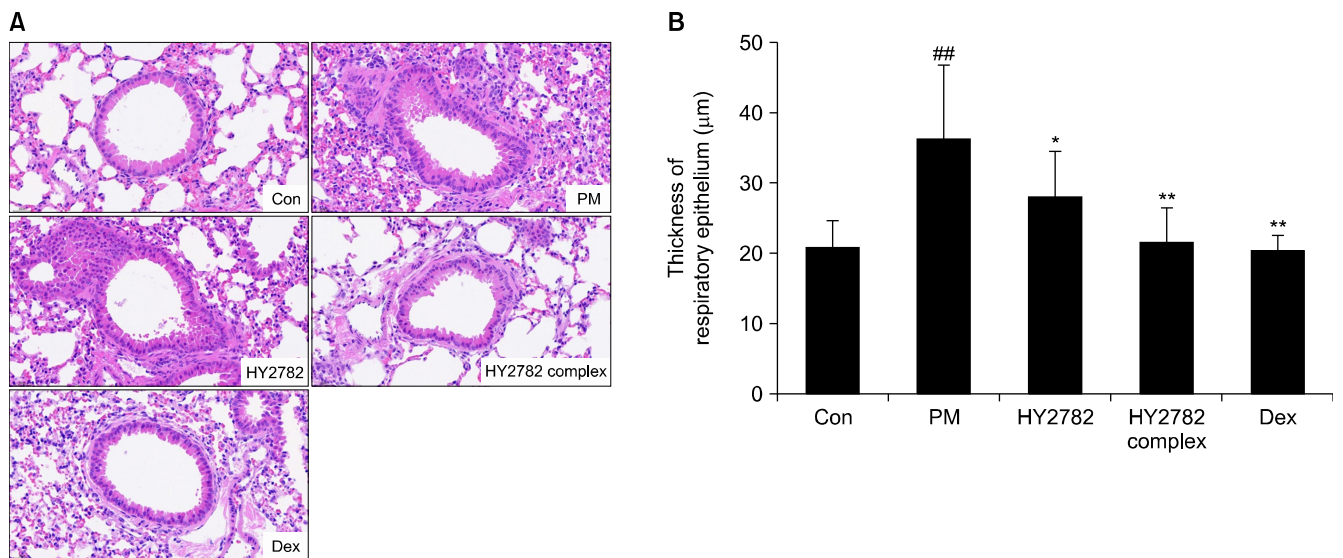 A
Con
PM
HY2782
HY2782 complex
Dex
B
Thickness of
respiratory epithelium (μm)
50
40
30
20
10
0
##
*
**
**
Con
PM
HY2782
HY2782
complex
Dex